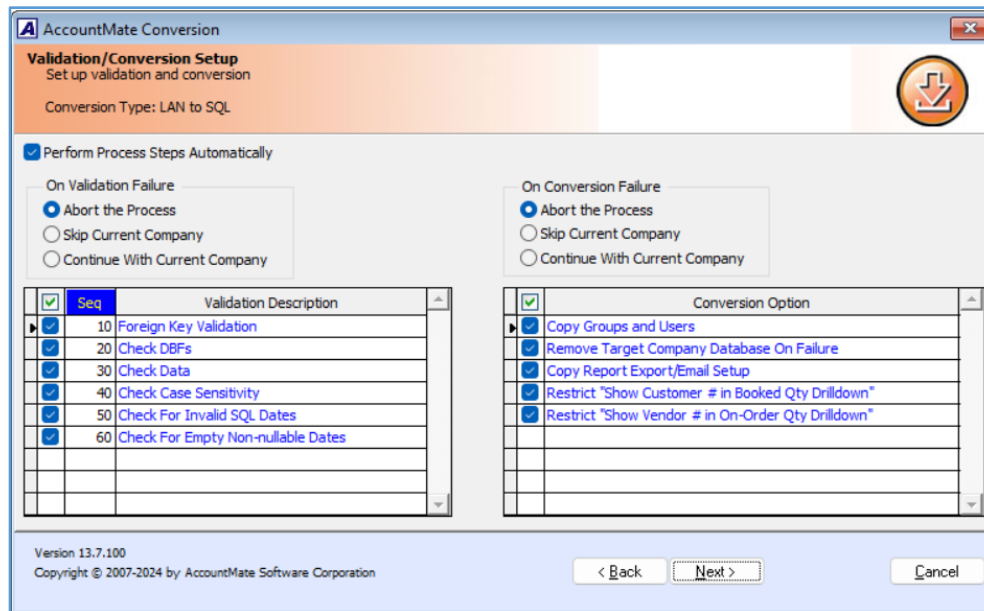 AccountMate Conversion
Validation/Conversion Setup
Set up validation and conversion
Conversion Type: LAN to SQL
Perform Process Steps Automatically
On Validation Failure
Abort the Process
Skip Current Company
Continue With Current Company
On Conversion Failure
Abort the Process
Skip Current Company
Continue With Current Company
Seq Validation Description
10 Foreign Key Validation
20 Check DBFs
30 Check Data
40 Check Case Sensitivity
50 Check For Invalid SQL Dates
60 Check For Empty Non-nullable Dates
Conversion Option
Copy Groups and Users
Remove Target Company Database On Failure
Copy Report Export/Email Setup
Restrict "Show Customer # in Booked Qty Drilldown"
Restrict "Show Vendor # in On-Order Qty Drilldown"
Version 13.7.100
Copyright © 2007-2024 by AccountMate Software Corporation
< Back Next > Cancel